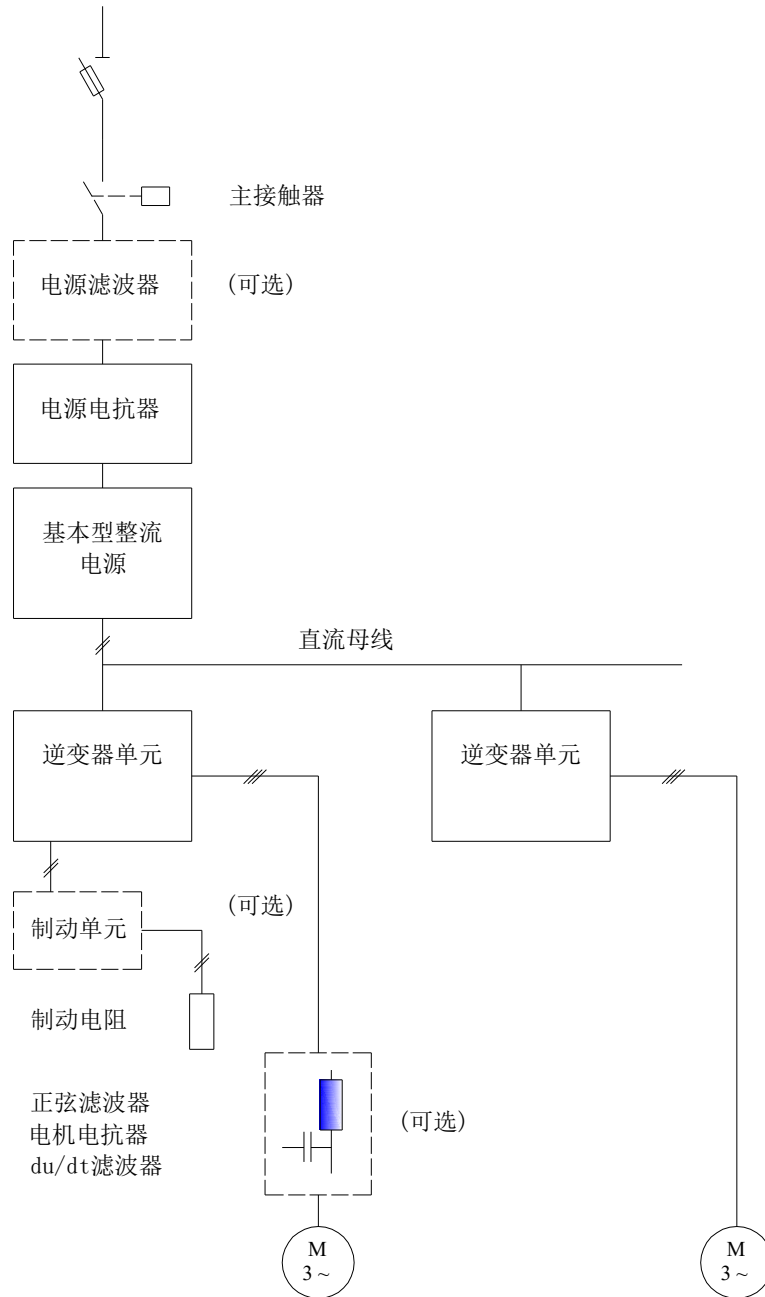 主接触器
电源滤波器
(可选)
电源电抗器
基本型整流
电源
直流母线
逆变器单元
逆变器单元
(可选)
制动单元
制动电阻
正弦滤波器
电机电抗器
du/dt滤波器
(可选)
M
3~
M
3~